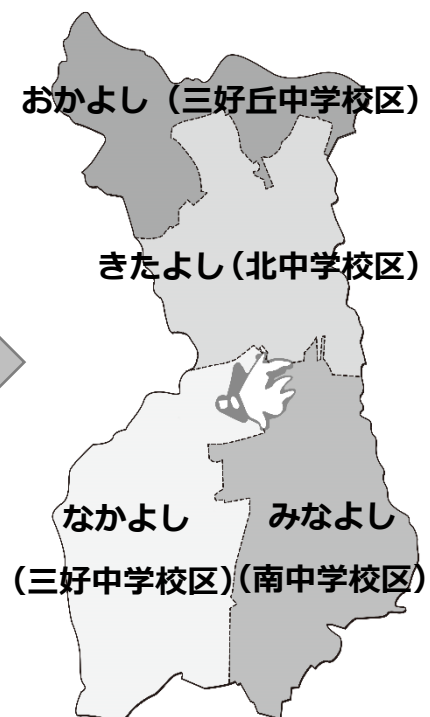 おかよし（三好丘中学校区）
きたよし（北中学校区）
なかよし
（三好中学校区）
みなよし
（南中学校区）